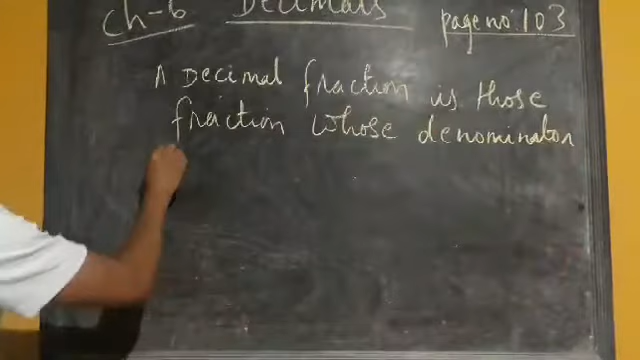 ch-6 Decimals page no: 103
A Decimal fraction is those
fraction whose denominator